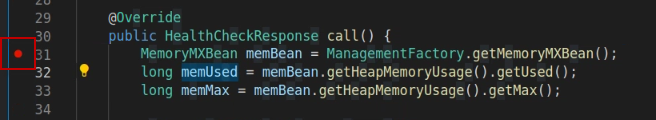 29 @Override
30 public HealthCheckResponse call() {
31 MemoryMXBean memBean = ManagementFactory.getMemoryMXBean();
32 long memUsed = memBean.getHeapMemoryUsage().getUsed();
33 long memMax = memBean.getHeapMemoryUsage().getMax();
34